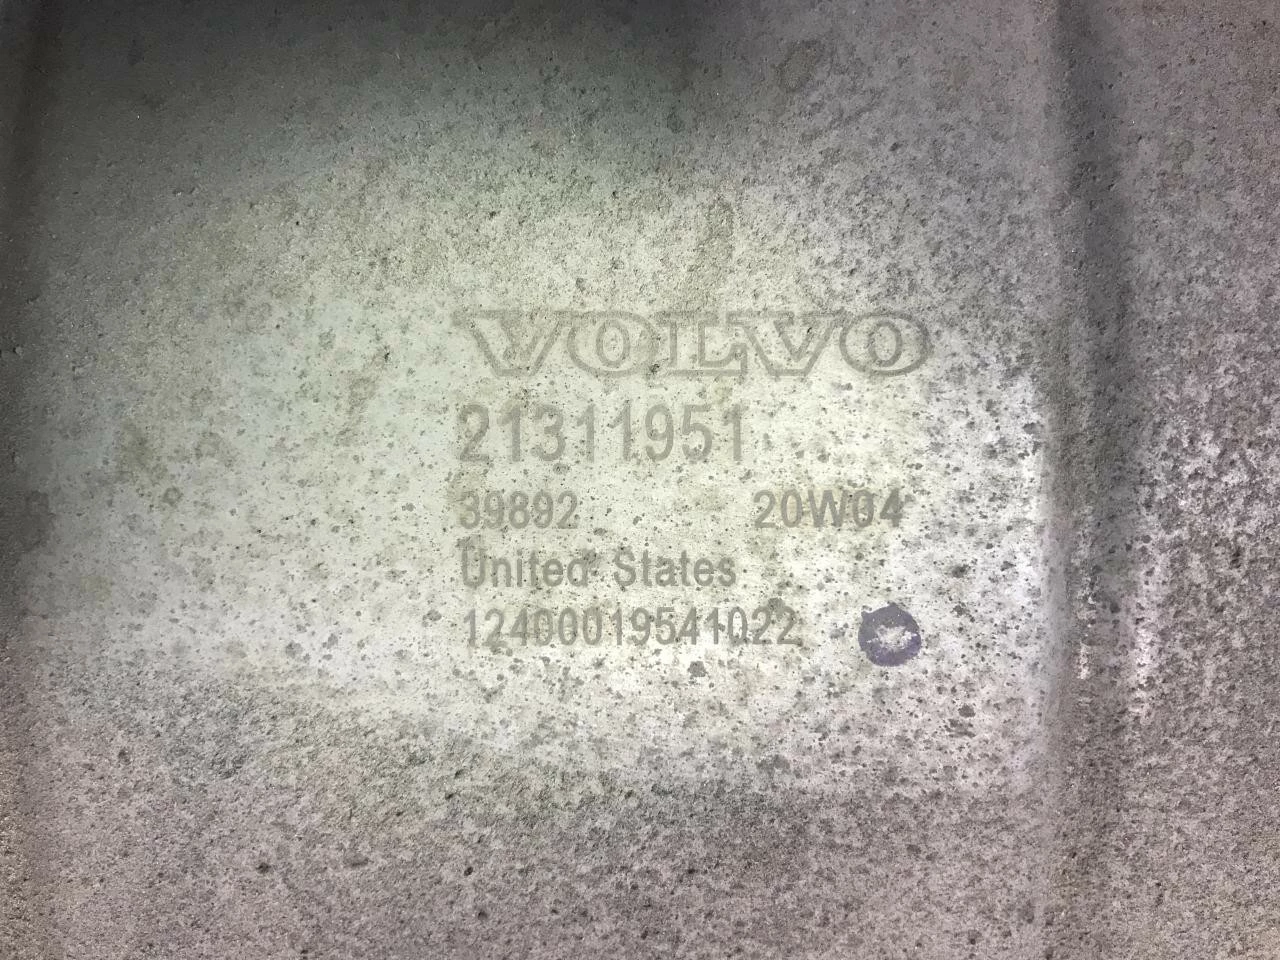 VOLVO
21311951
39892 20W04
United States
12400019541022